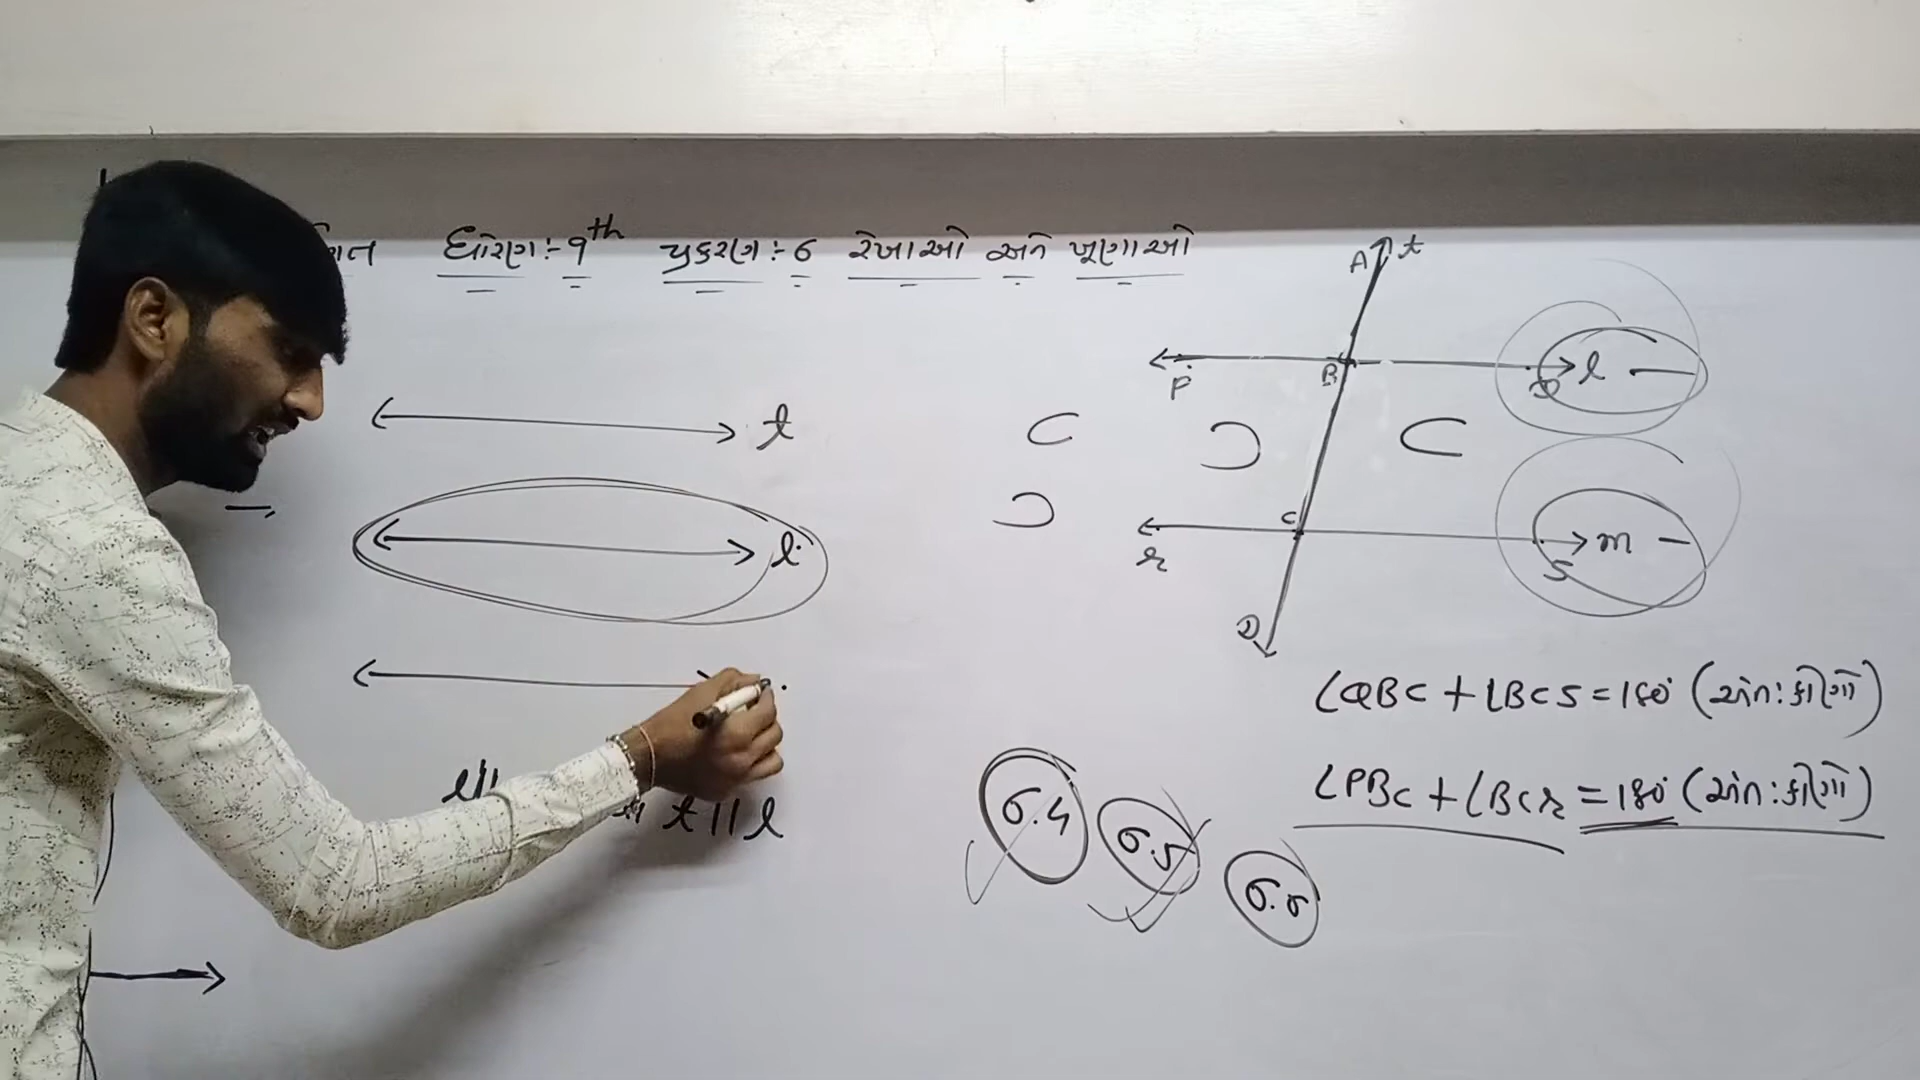 ધોરણ:- 9th પ્રકરણ:- 6 રેખાઓ અને ખૂણાઓ
A t
P B Q l
t
C
r S m
l
D
∠QBC + ∠BCS = 180° (અંત:કોણો)
∠PBC + ∠BCr = 180° (અંત:કોણો)
l ||
t || l
6.4 6.5 6.6